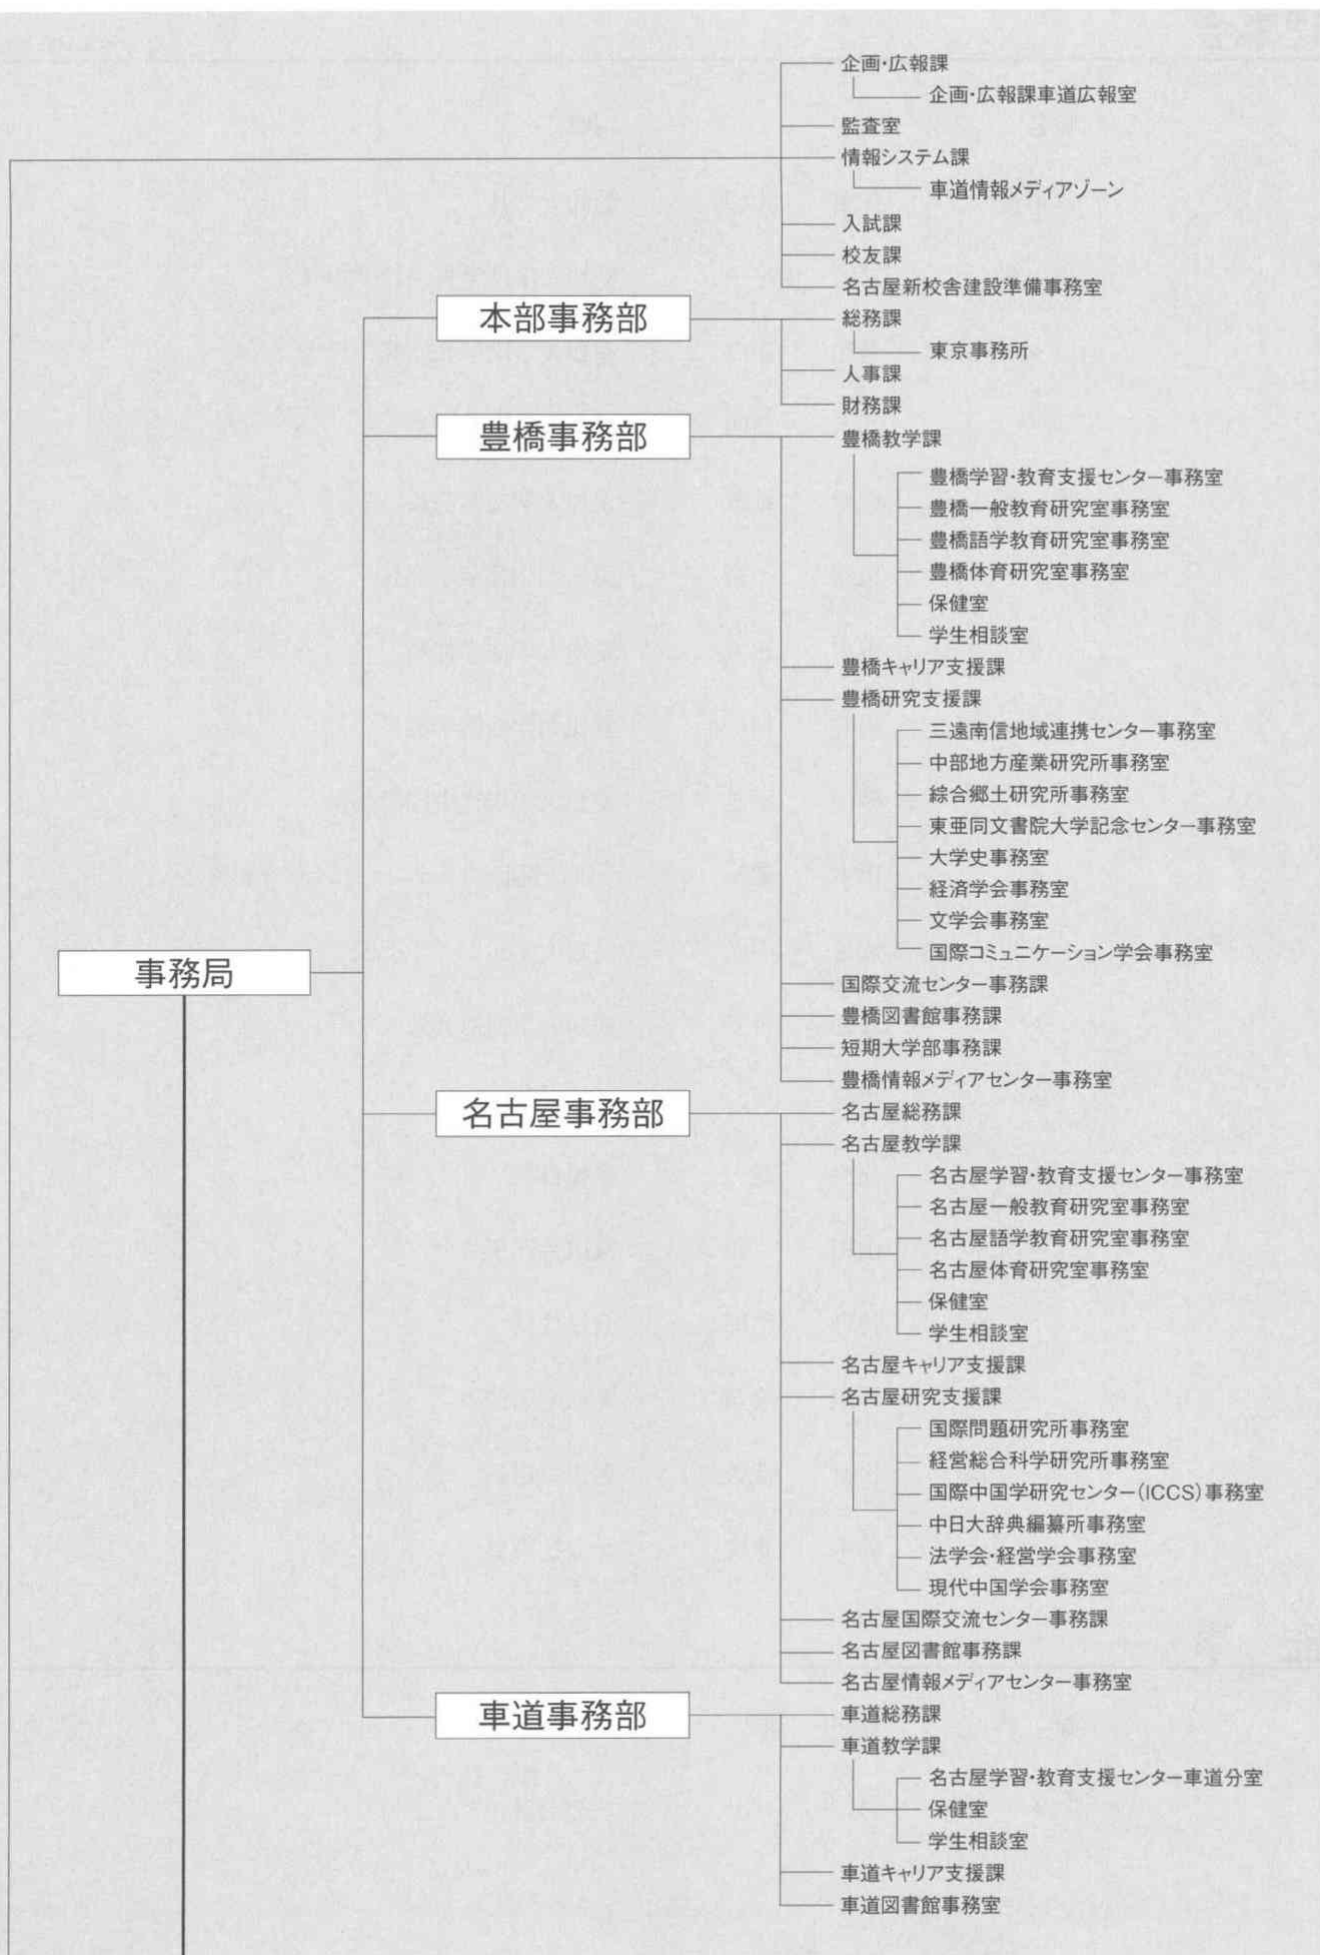 企画・広報課
企画・広報課車道広報室
監査室
情報システム課
車道情報メディアゾーン
入試課
校友課
名古屋新校舎建設準備事務室
本部事務部
総務課
東京事務所
人事課
財務課
豊橋事務部
豊橋教学課
豊橋学習・教育支援センター事務室
豊橋一般教育研究室事務室
豊橋語学教育研究室事務室
豊橋体育研究室事務室
保健室
学生相談室
豊橋キャリア支援課
豊橋研究支援課
三遠南信地域連携センター事務室
中部地方産業研究所事務室
綜合郷土研究所事務室
東亜同文書院大学記念センター事務室
大学史事務室
経済学会事務室
文学会事務室
国際コミュニケーション学会事務室
事務局
国際交流センター事務課
豊橋図書館事務課
短期大学部事務課
豊橋情報メディアセンター事務室
名古屋事務部
名古屋総務課
名古屋教学課
名古屋学習・教育支援センター事務室
名古屋一般教育研究室事務室
名古屋語学教育研究室事務室
名古屋体育研究室事務室
保健室
学生相談室
名古屋キャリア支援課
名古屋研究支援課
国際問題研究所事務室
経営総合科学研究所事務室
国際中国学研究センター(ICCS)事務室
中日大辞典編纂所事務室
法学会・経営学会事務室
現代中国学会事務室
名古屋国際交流センター事務課
名古屋図書館事務課
名古屋情報メディアセンター事務室
車道事務部
車道総務課
車道教学課
名古屋学習・教育支援センター車道分室
保健室
学生相談室
車道キャリア支援課
車道図書館事務室